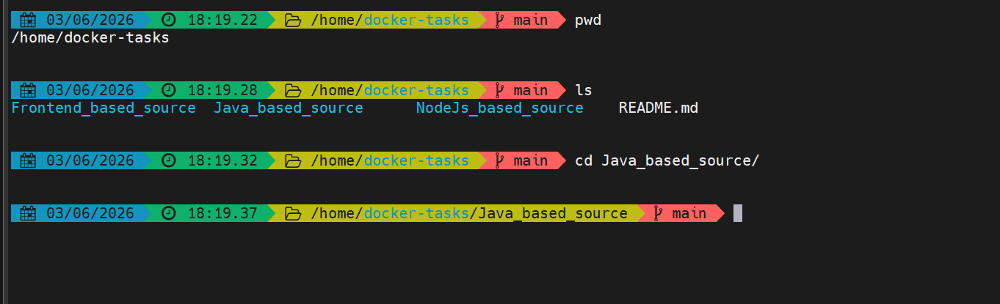 03/06/2026 18:19.22 /home/docker-tasks main pwd
/home/docker-tasks
03/06/2026 18:19.28 /home/docker-tasks main ls
Frontend_based_source Java_based_source NodeJs_based_source README.md
03/06/2026 18:19.32 /home/docker-tasks main cd Java_based_source/
03/06/2026 18:19.37 /home/docker-tasks/Java_based_source main